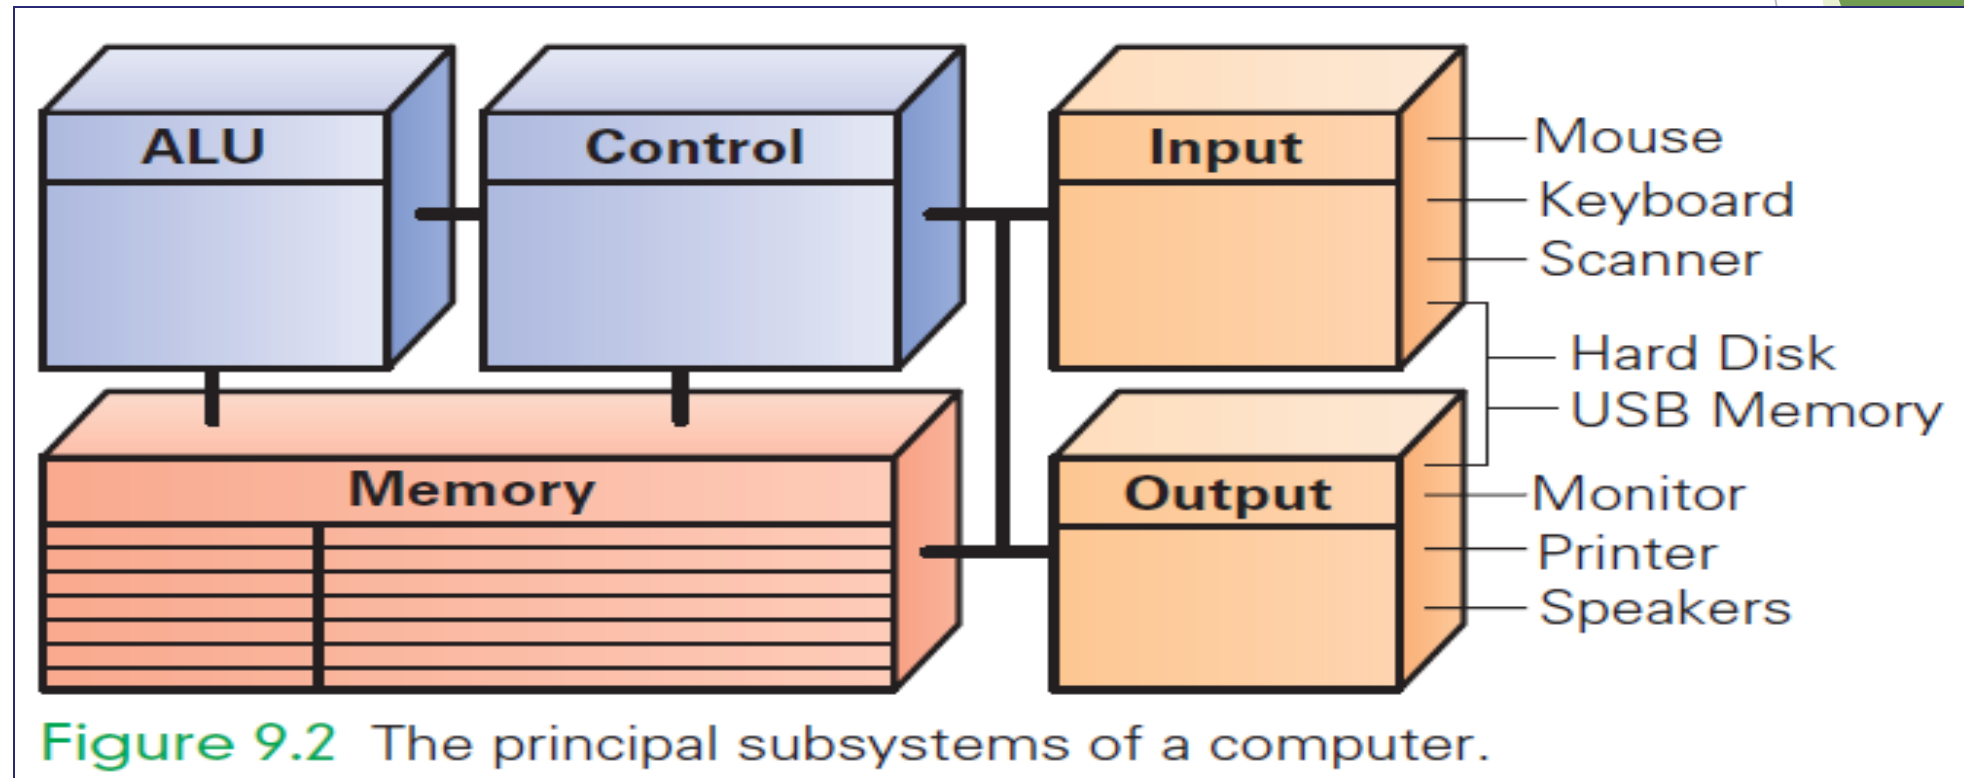 ALU
Control
Input
Mouse
Keyboard
Scanner
Hard Disk
USB Memory
Memory
Output
Monitor
Printer
Speakers
Figure 9.2 The principal subsystems of a computer.